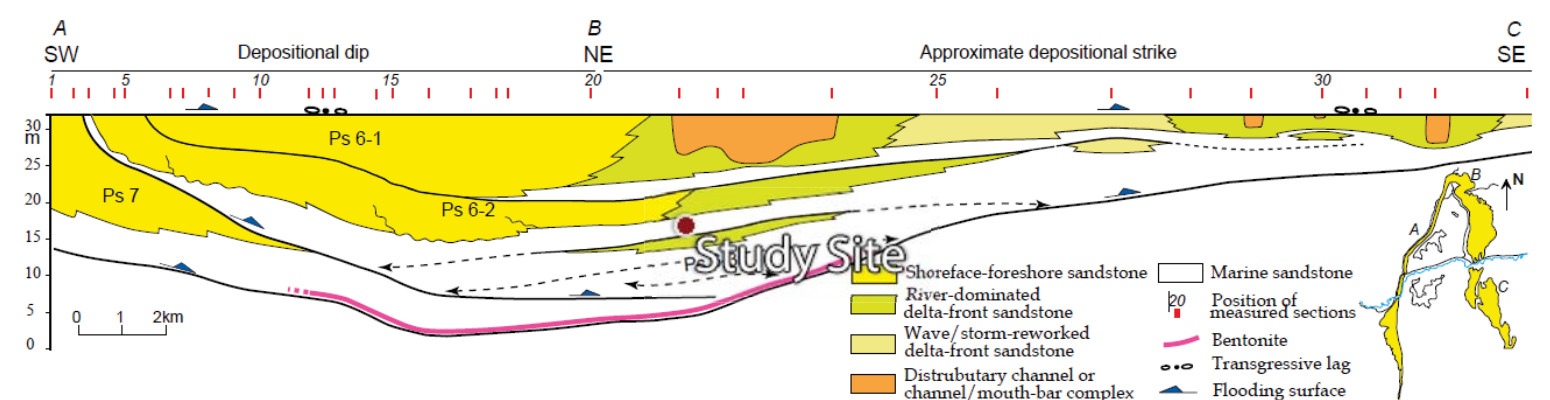 A B C
SW Depositional dip NE Approximate depositional strike SE
1 5 10 15 20 25 30
30
m
25
20
15
10
5
0
Ps 6-1
Ps 7
Ps 6-2
Study Site
0 1 2km
Shoreface-foreshore sandstone
River-dominated
delta-front sandstone
Wave/storm-reworked
delta-front sandstone
Distrubutary channel or
channel/mouth-bar complex
Marine sandstone
20 Position of
measured sections
Bentonite
Transgressive lag
Flooding surface
B
N
A
C